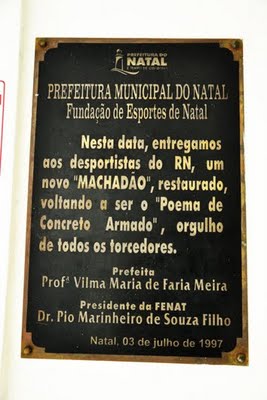 PREFEITURA DO
NATAL
PREFEITURA MUNICIPAL DO NATAL
Fundação de Esportes de Natal
Nesta data, entregamos
aos desportistas do RN, um
novo "MACHADÃO", restaurado,
voltando a ser o "Poema de
Concreto Armado", orgulho
de todos os torcedores.
Prefeita
Profª Vilma Maria de Faria Meira
Presidente da FENAT
Dr. Pio Marinheiro de Souza Filho
Natal, 03 de julho de 1997